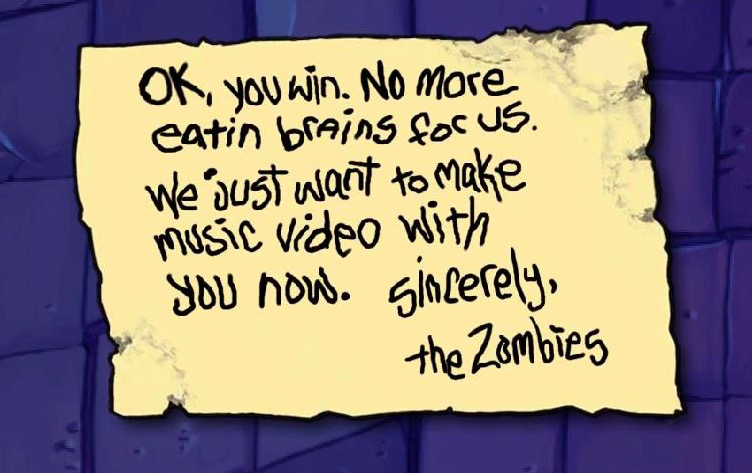 OK, you win. No more
eatin brains for us.
We just want to make
music video with
you now. sincerely,
the Zombies